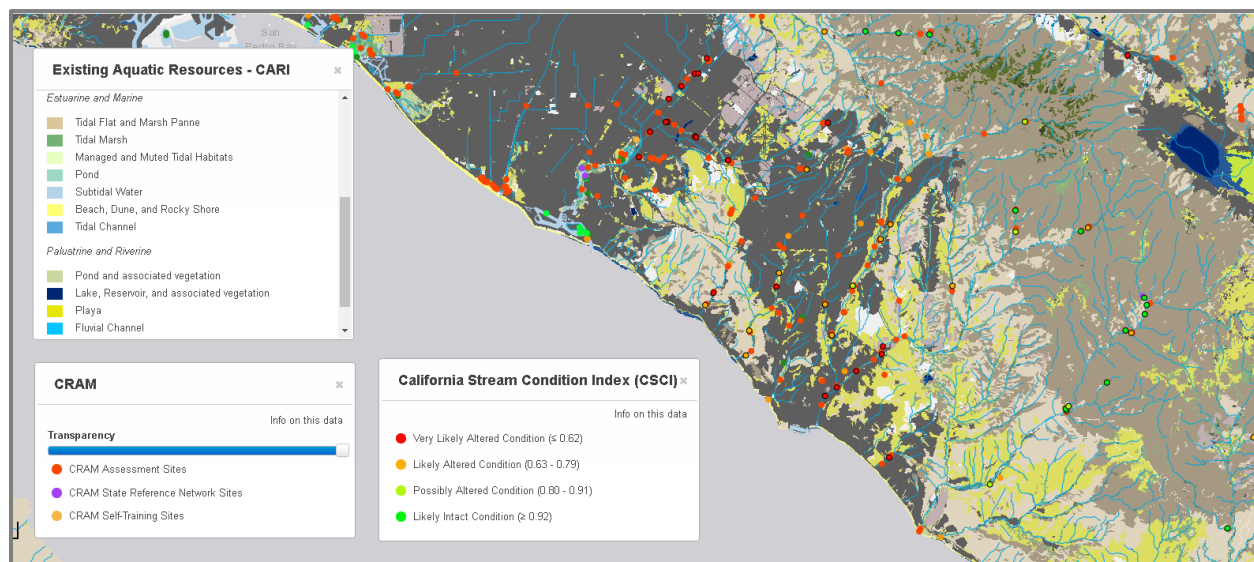 San
Pedro Bay
Existing Aquatic Resources - CARI ×
Estuarine and Marine
Tidal Flat and Marsh Panne
Tidal Marsh
Managed and Muted Tidal Habitats
Pond
Subtidal Water
Beach, Dune, and Rocky Shore
Tidal Channel
Palustrine and Riverine
Pond and associated vegetation
Lake, Reservoir, and associated vegetation
Playa
Fluvial Channel
CRAM ×
Info on this data
Transparency
CRAM Assessment Sites
CRAM State Reference Network Sites
CRAM Self-Training Sites
California Stream Condition Index (CSCI) ×
Info on this data
Very Likely Altered Condition (≤ 0.62)
Likely Altered Condition (0.63 - 0.79)
Possibly Altered Condition (0.80 - 0.91)
Likely Intact Condition (≥ 0.92)